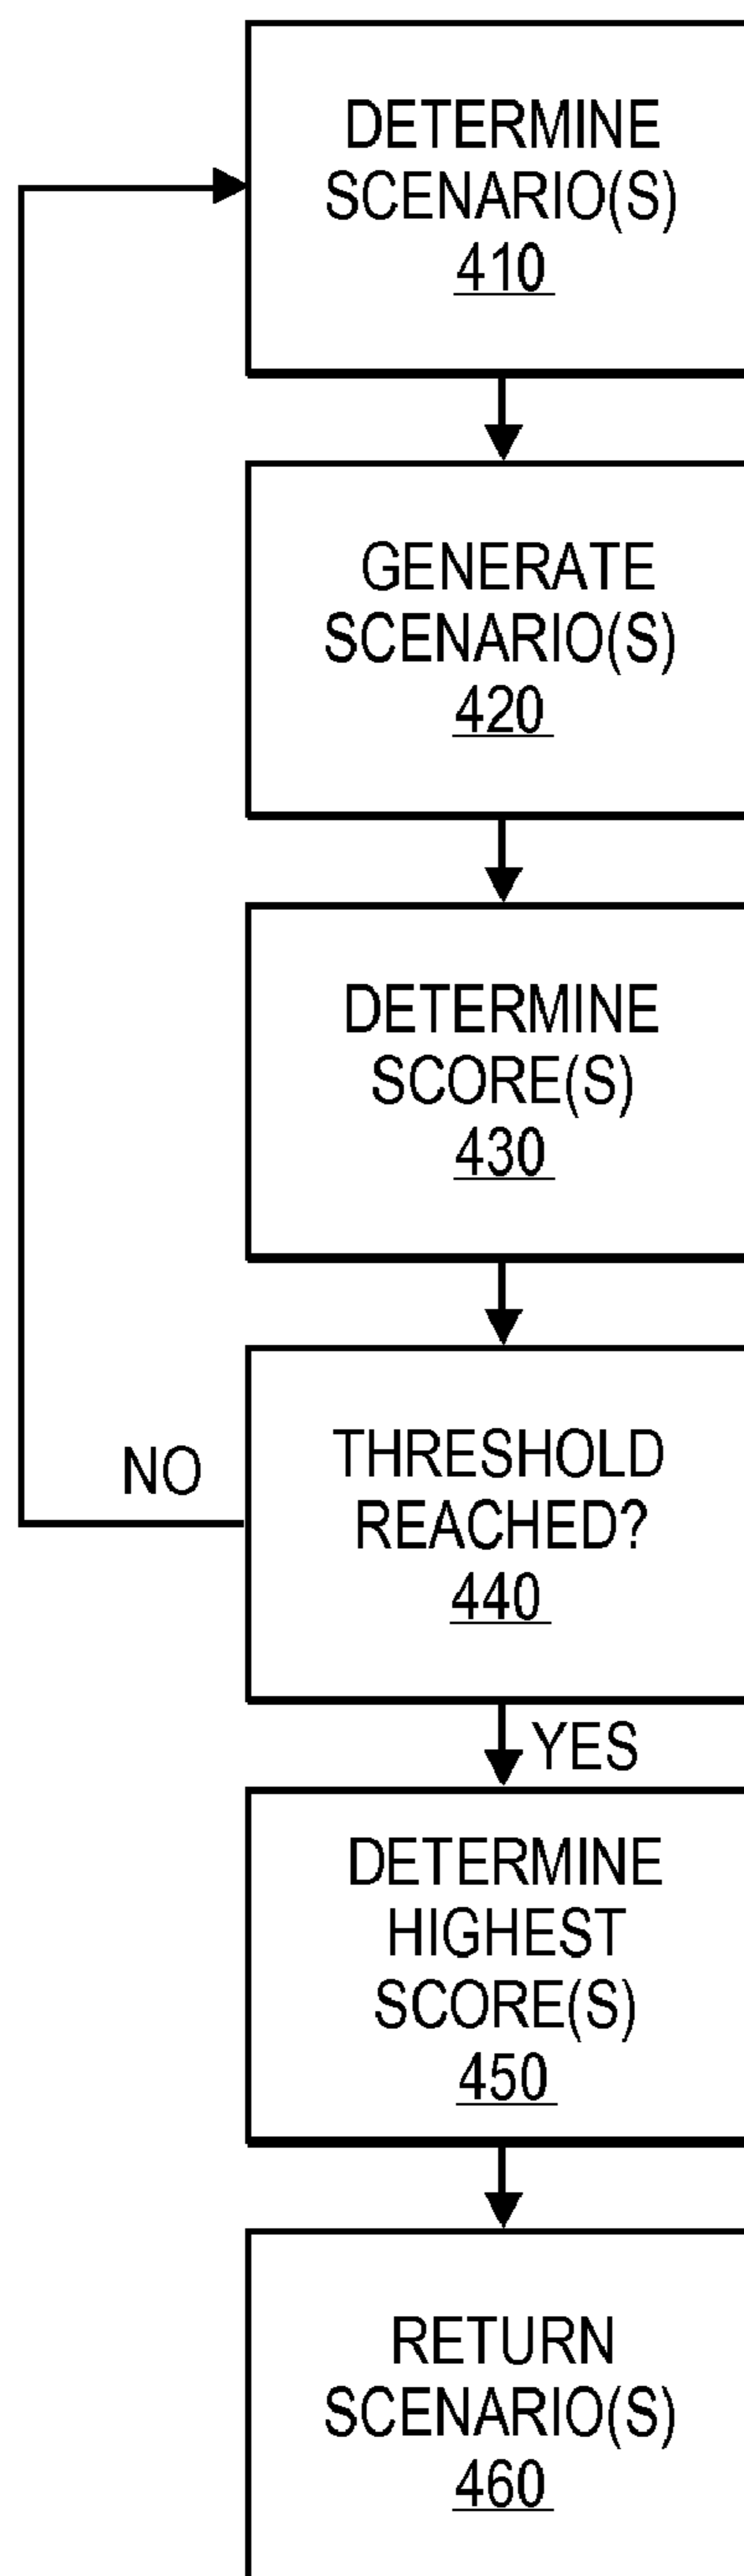 DETERMINE
SCENARIO(S)
410
GENERATE
SCENARIO(S)
420
DETERMINE
SCORE(S)
430
NO
THRESHOLD
REACHED?
440
YES
DETERMINE
HIGHEST
SCORE(S)
450
RETURN
SCENARIO(S)
460